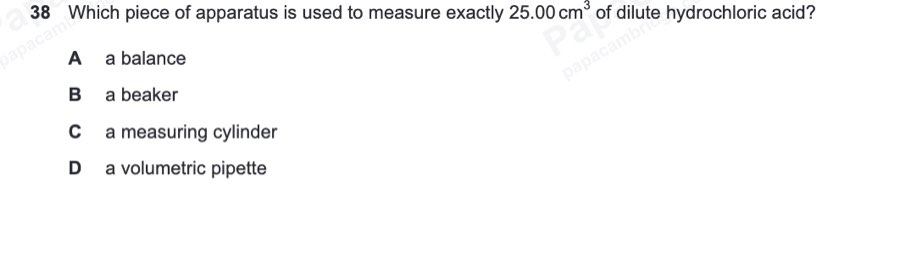 38 Which piece of apparatus is used to measure exactly 25.00 cm³ of dilute hydrochloric acid?
A a balance
B a beaker
C a measuring cylinder
D a volumetric pipette